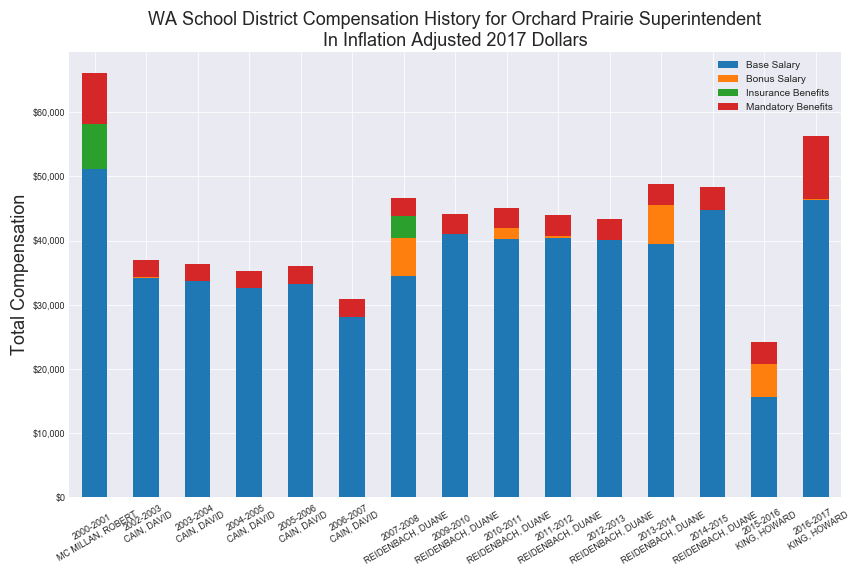 WA School District Compensation History for Orchard Prairie Superintendent
In Inflation Adjusted 2017 Dollars
Base Salary
Bonus Salary
Insurance Benefits
Mandatory Benefits
Total Compensation
$60,000
$50,000
$40,000
$30,000
$20,000
$10,000
$0
2000-2001
MC MILLAN, ROBERT
2002-2003
CAIN, DAVID
2003-2004
CAIN, DAVID
2004-2005
CAIN, DAVID
2005-2006
CAIN, DAVID
2006-2007
CAIN, DAVID
2007-2008
REIDENBACH, DUANE
2009-2010
REIDENBACH, DUANE
2010-2011
REIDENBACH, DUANE
2011-2012
REIDENBACH, DUANE
2012-2013
REIDENBACH, DUANE
2013-2014
REIDENBACH, DUANE
2014-2015
REIDENBACH, DUANE
2015-2016
KING, HOWARD
2016-2017
KING, HOWARD